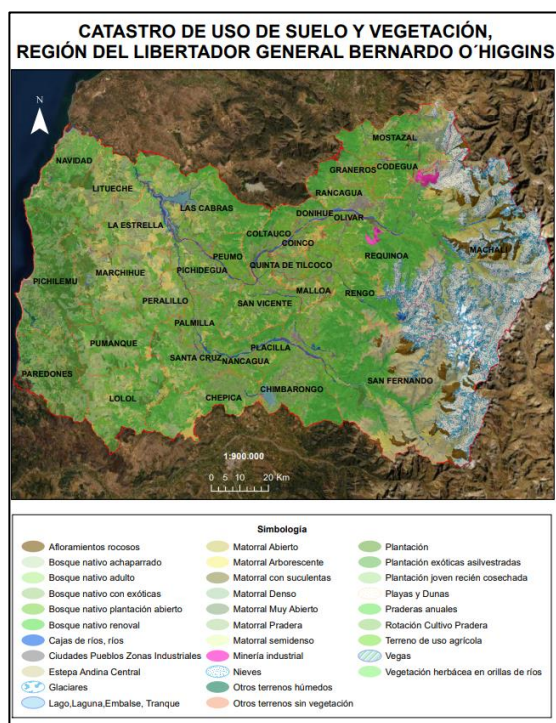 CATASTRO DE USO DE SUELO Y VEGETACIÓN,
REGIÓN DEL LIBERTADOR GENERAL BERNARDO O´HIGGINS
N
MOSTAZAL
NAVIDAD
CODEGUA
GRANEROS
LITUECHE
RANCAGUA
LAS CABRAS
DONIHUE
OLIVAR
LA ESTRELLA
COLTAUCO
COINCO
MACHALI
PEUMO
REQUINOA
PICHIDEGUA
QUINTA DE TILCOCO
MARCHIHUE
PICHILEMU
MALLOA
RENGO
PERALILLO
SAN VICENTE
PALMILLA
PUMANQUE
PLACILLA
SANTA CRUZ
NANCAGUA
PAREDONES
SAN FERNANDO
CHIMBARONGO
LOLOL
CHEPICA
1:900.000
0 5 10 20 Km
Simbología
Afloramientos rocosos
Bosque nativo achaparrado
Bosque nativo adulto
Bosque nativo con exóticas
Bosque nativo plantación abierto
Bosque nativo renoval
Cajas de ríos, ríos
Ciudades Pueblos Zonas Industriales
Estepa Andina Central
Glaciares
Lago,Laguna,Embalse, Tranque
Matorral Abierto
Matorral Arborescente
Matorral con suculentas
Matorral Denso
Matorral Muy Abierto
Matorral Pradera
Matorral semidenso
Minería industrial
Nieves
Otros terrenos húmedos
Otros terrenos sin vegetación
Plantación
Plantación exóticas asilvestradas
Plantación joven recién cosechada
Playas y Dunas
Praderas anuales
Rotación Cultivo Pradera
Terreno de uso agrícola
Vegas
Vegetación herbácea en orillas de ríos